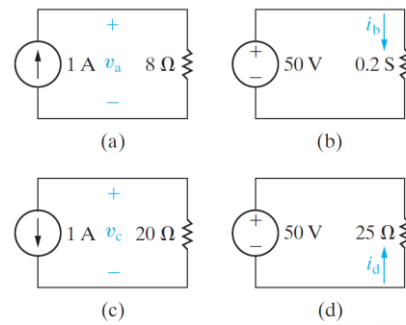 +
1 A v_a 8 Ω
−
(a)
i_b
+
−
50 V 0.2 S
(b)
+
1 A v_c 20 Ω
−
(c)
+
−
50 V 25 Ω
i_d
(d)